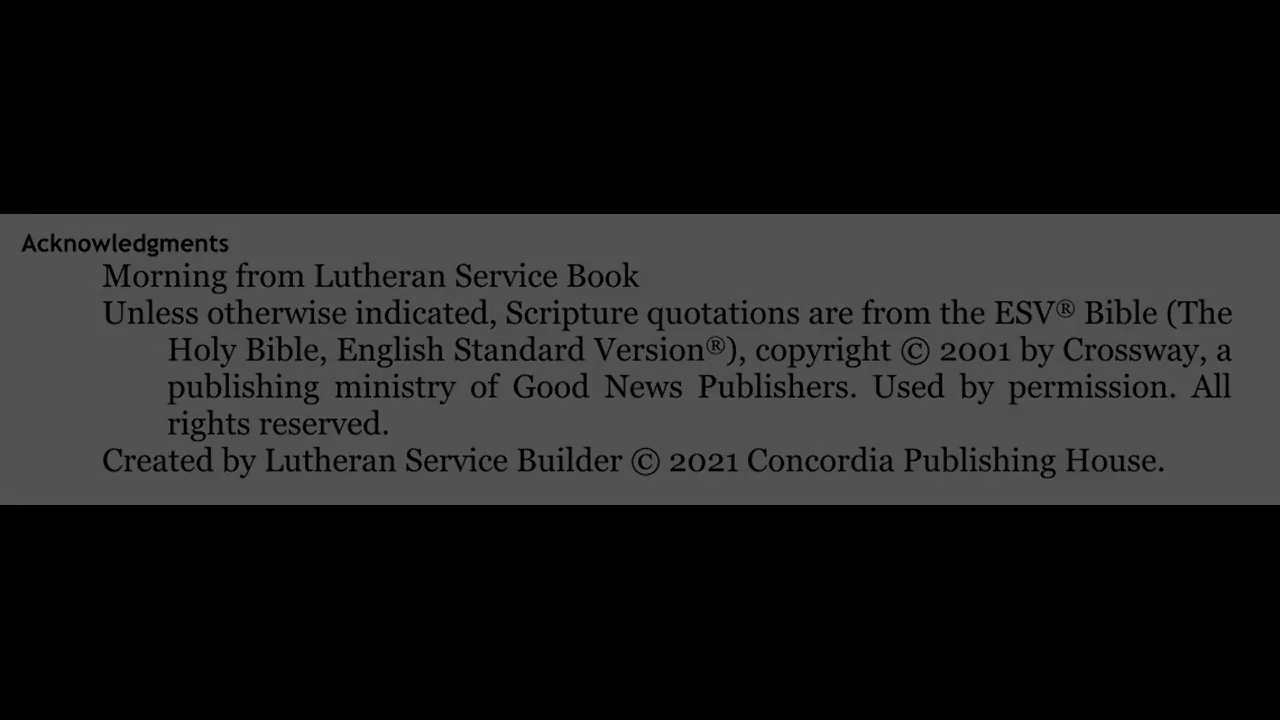 Acknowledgments
Morning from Lutheran Service Book
Unless otherwise indicated, Scripture quotations are from the ESV® Bible (The
Holy Bible, English Standard Version®), copyright © 2001 by Crossway, a
publishing ministry of Good News Publishers. Used by permission. All
rights reserved.
Created by Lutheran Service Builder © 2021 Concordia Publishing House.